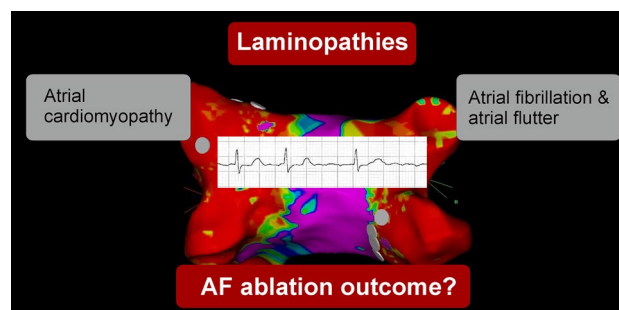 Laminopathies
Atrial
cardiomyopathy
Atrial fibrillation &
atrial flutter
AF ablation outcome?